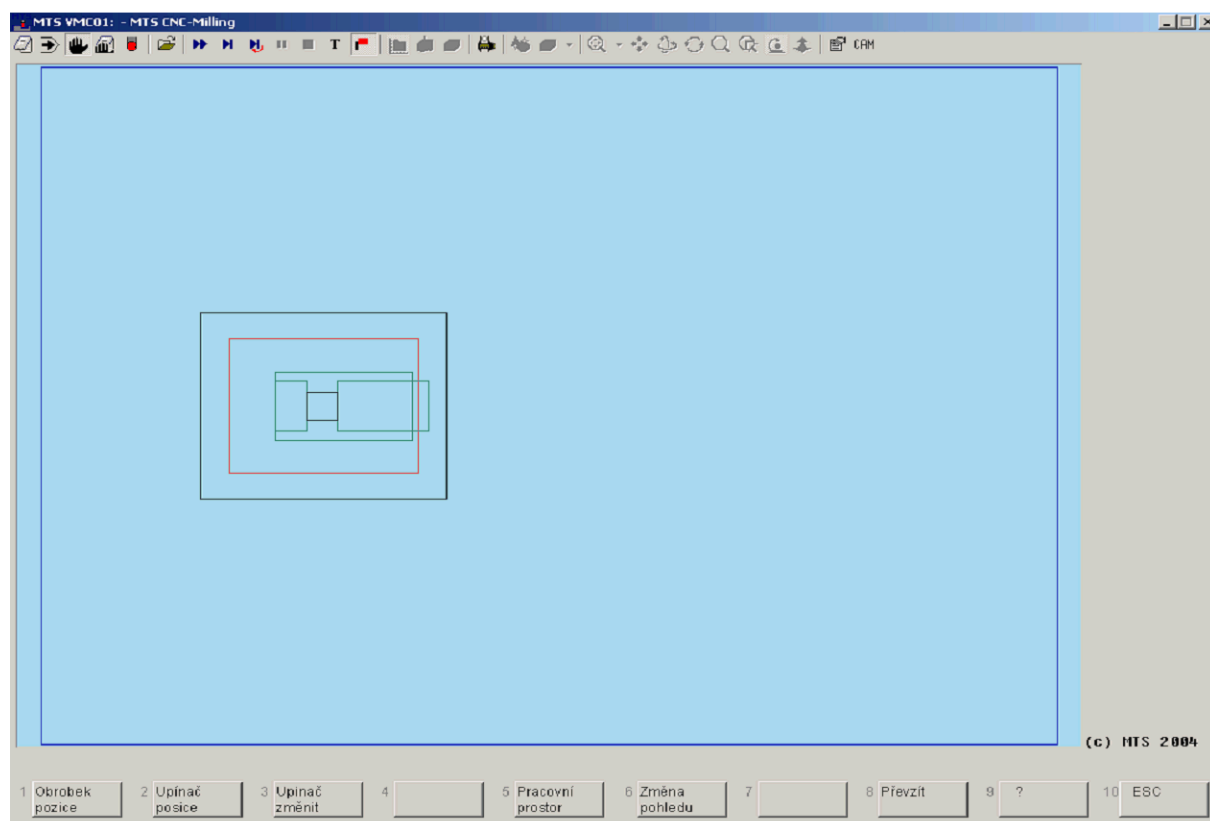 MTS VMC01: - MTS CNC-Milling
T CAM
(c) MTS 2004
1 Obrobek pozice
2 Upínač posice
3 Upinač změnit
4
5 Pracovní prostor
6 Změna pohledu
7
8 Převzít
9 ?
10 ESC